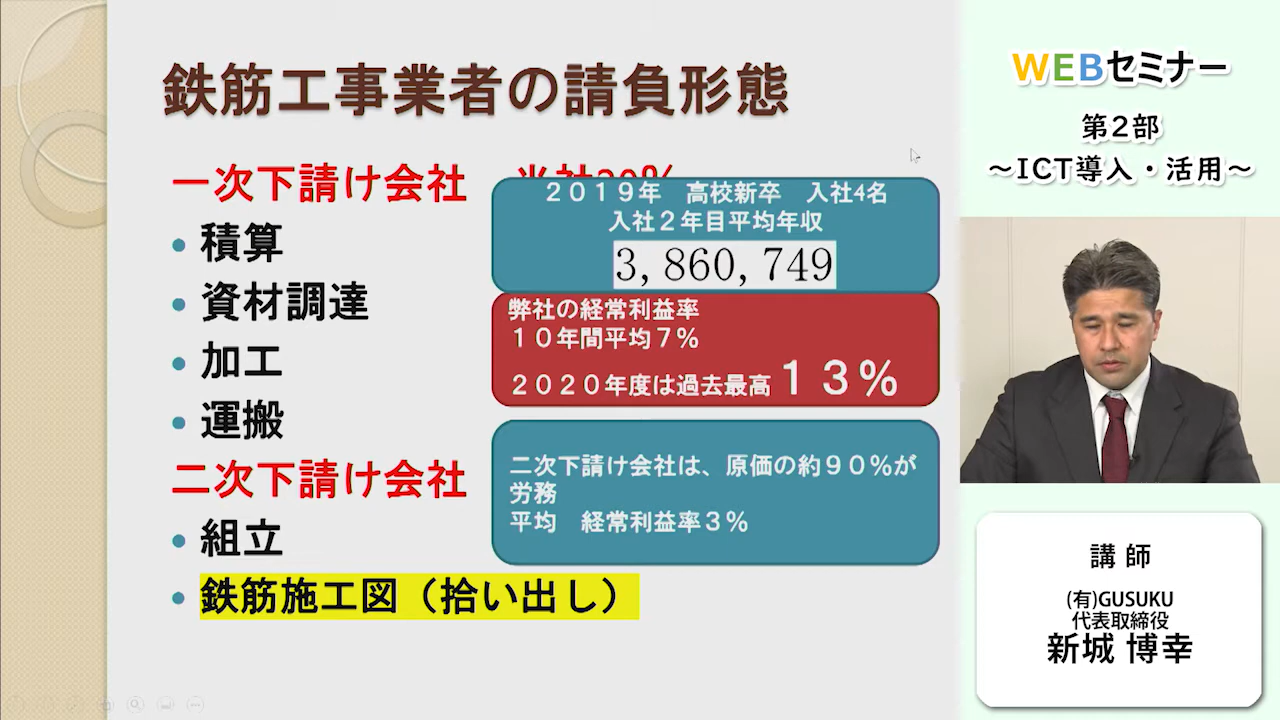 鉄筋工事業者の請負形態
一次下請け会社
・積算
・資材調達
・加工
・運搬
二次下請け会社
・組立
・鉄筋施工図（拾い出し）
２０１９年　高校新卒　入社4名
入社２年目平均年収
3,860,749
弊社の経常利益率
１０年間平均７％
２０２０年度は過去最高１３％
二次下請け会社は、原価の約９０％が
労務
平均　経常利益率３％
WEBセミナー
第2部
～ICT導入・活用～
講 師
(有)GUSUKU
代表取締役
新城 博幸